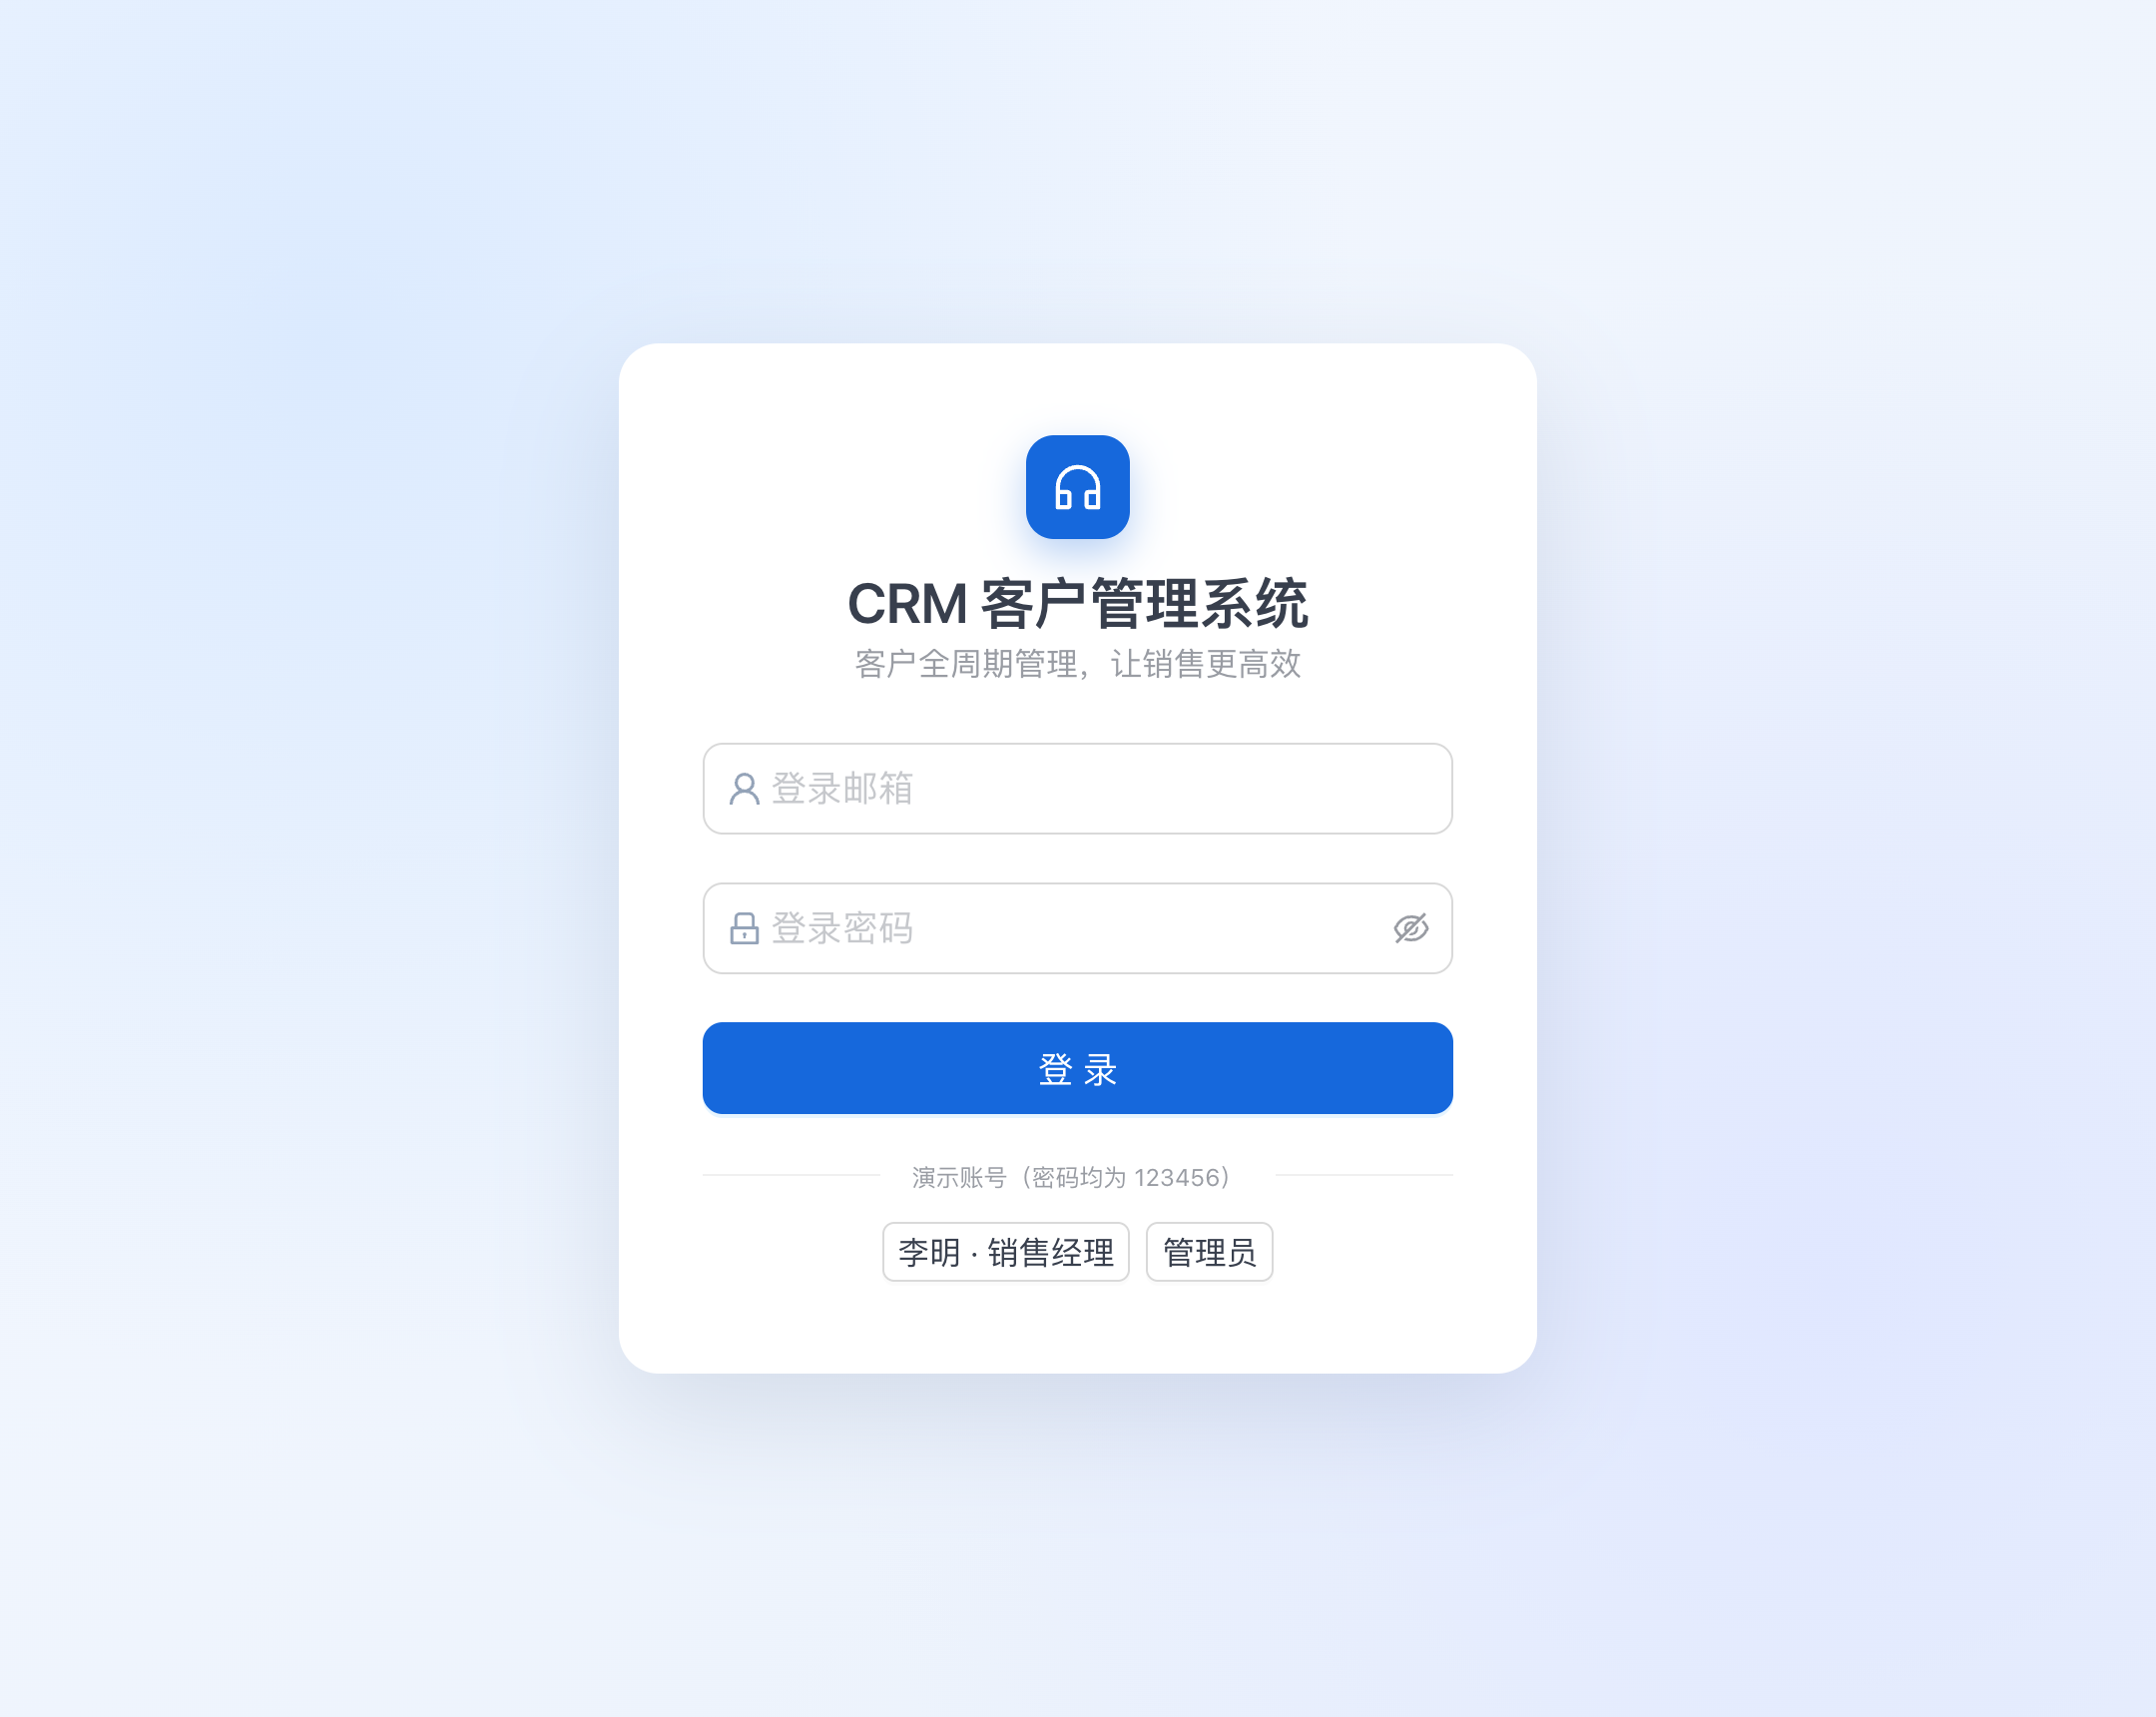 CRM 客户管理系统
客户全周期管理，让销售更高效
登录邮箱
登录密码
登 录
演示账号（密码均为 123456）
李明 · 销售经理
管理员